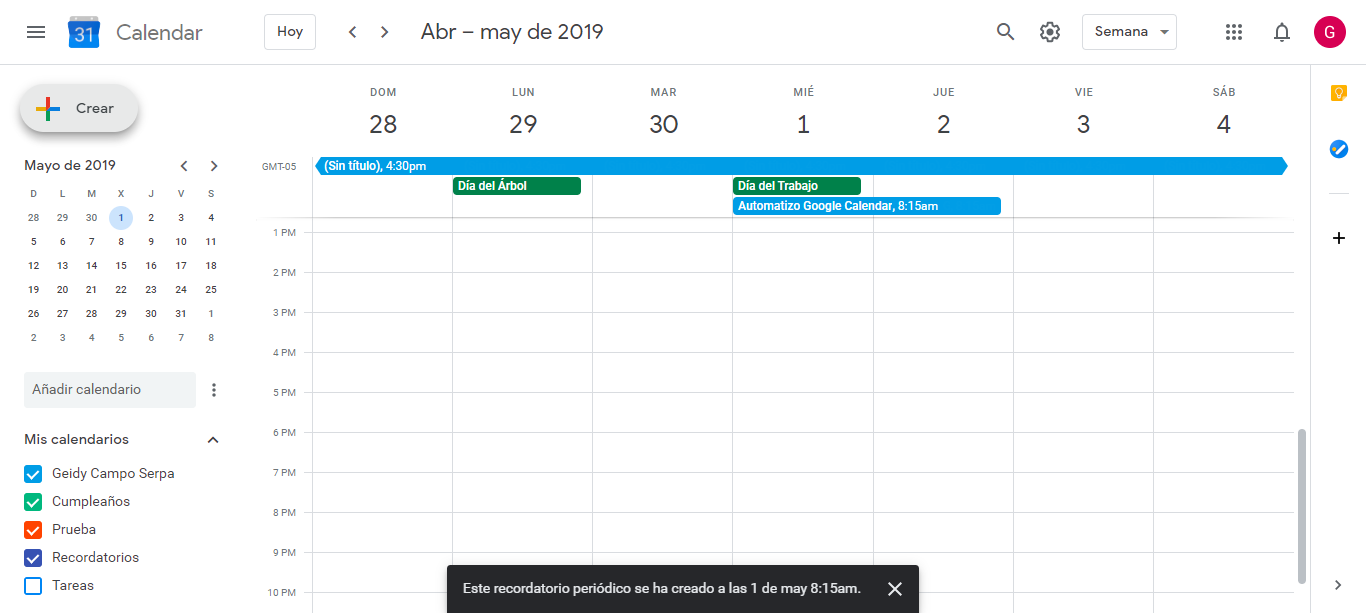 31 Calendar Hoy Abr – may de 2019 Semana G
Crear
DOM LUN MAR MIÉ JUE VIE SÁB
28 29 30 1 2 3 4
Mayo de 2019
D L M X J V S
28 29 30 1 2 3 4
5 6 7 8 9 10 11
12 13 14 15 16 17 18
19 20 21 22 23 24 25
26 27 28 29 30 31 1
2 3 4 5 6 7 8
Añadir calendario
Mis calendarios
Geidy Campo Serpa
Cumpleaños
Prueba
Recordatorios
Tareas
GMT-05 (Sin título), 4:30pm
Día del Árbol Día del Trabajo
Automatizo Google Calendar, 8:15am
1 PM
2 PM
3 PM
4 PM
5 PM
6 PM
7 PM
8 PM
9 PM
10 PM
Este recordatorio periódico se ha creado a las 1 de may 8:15am.